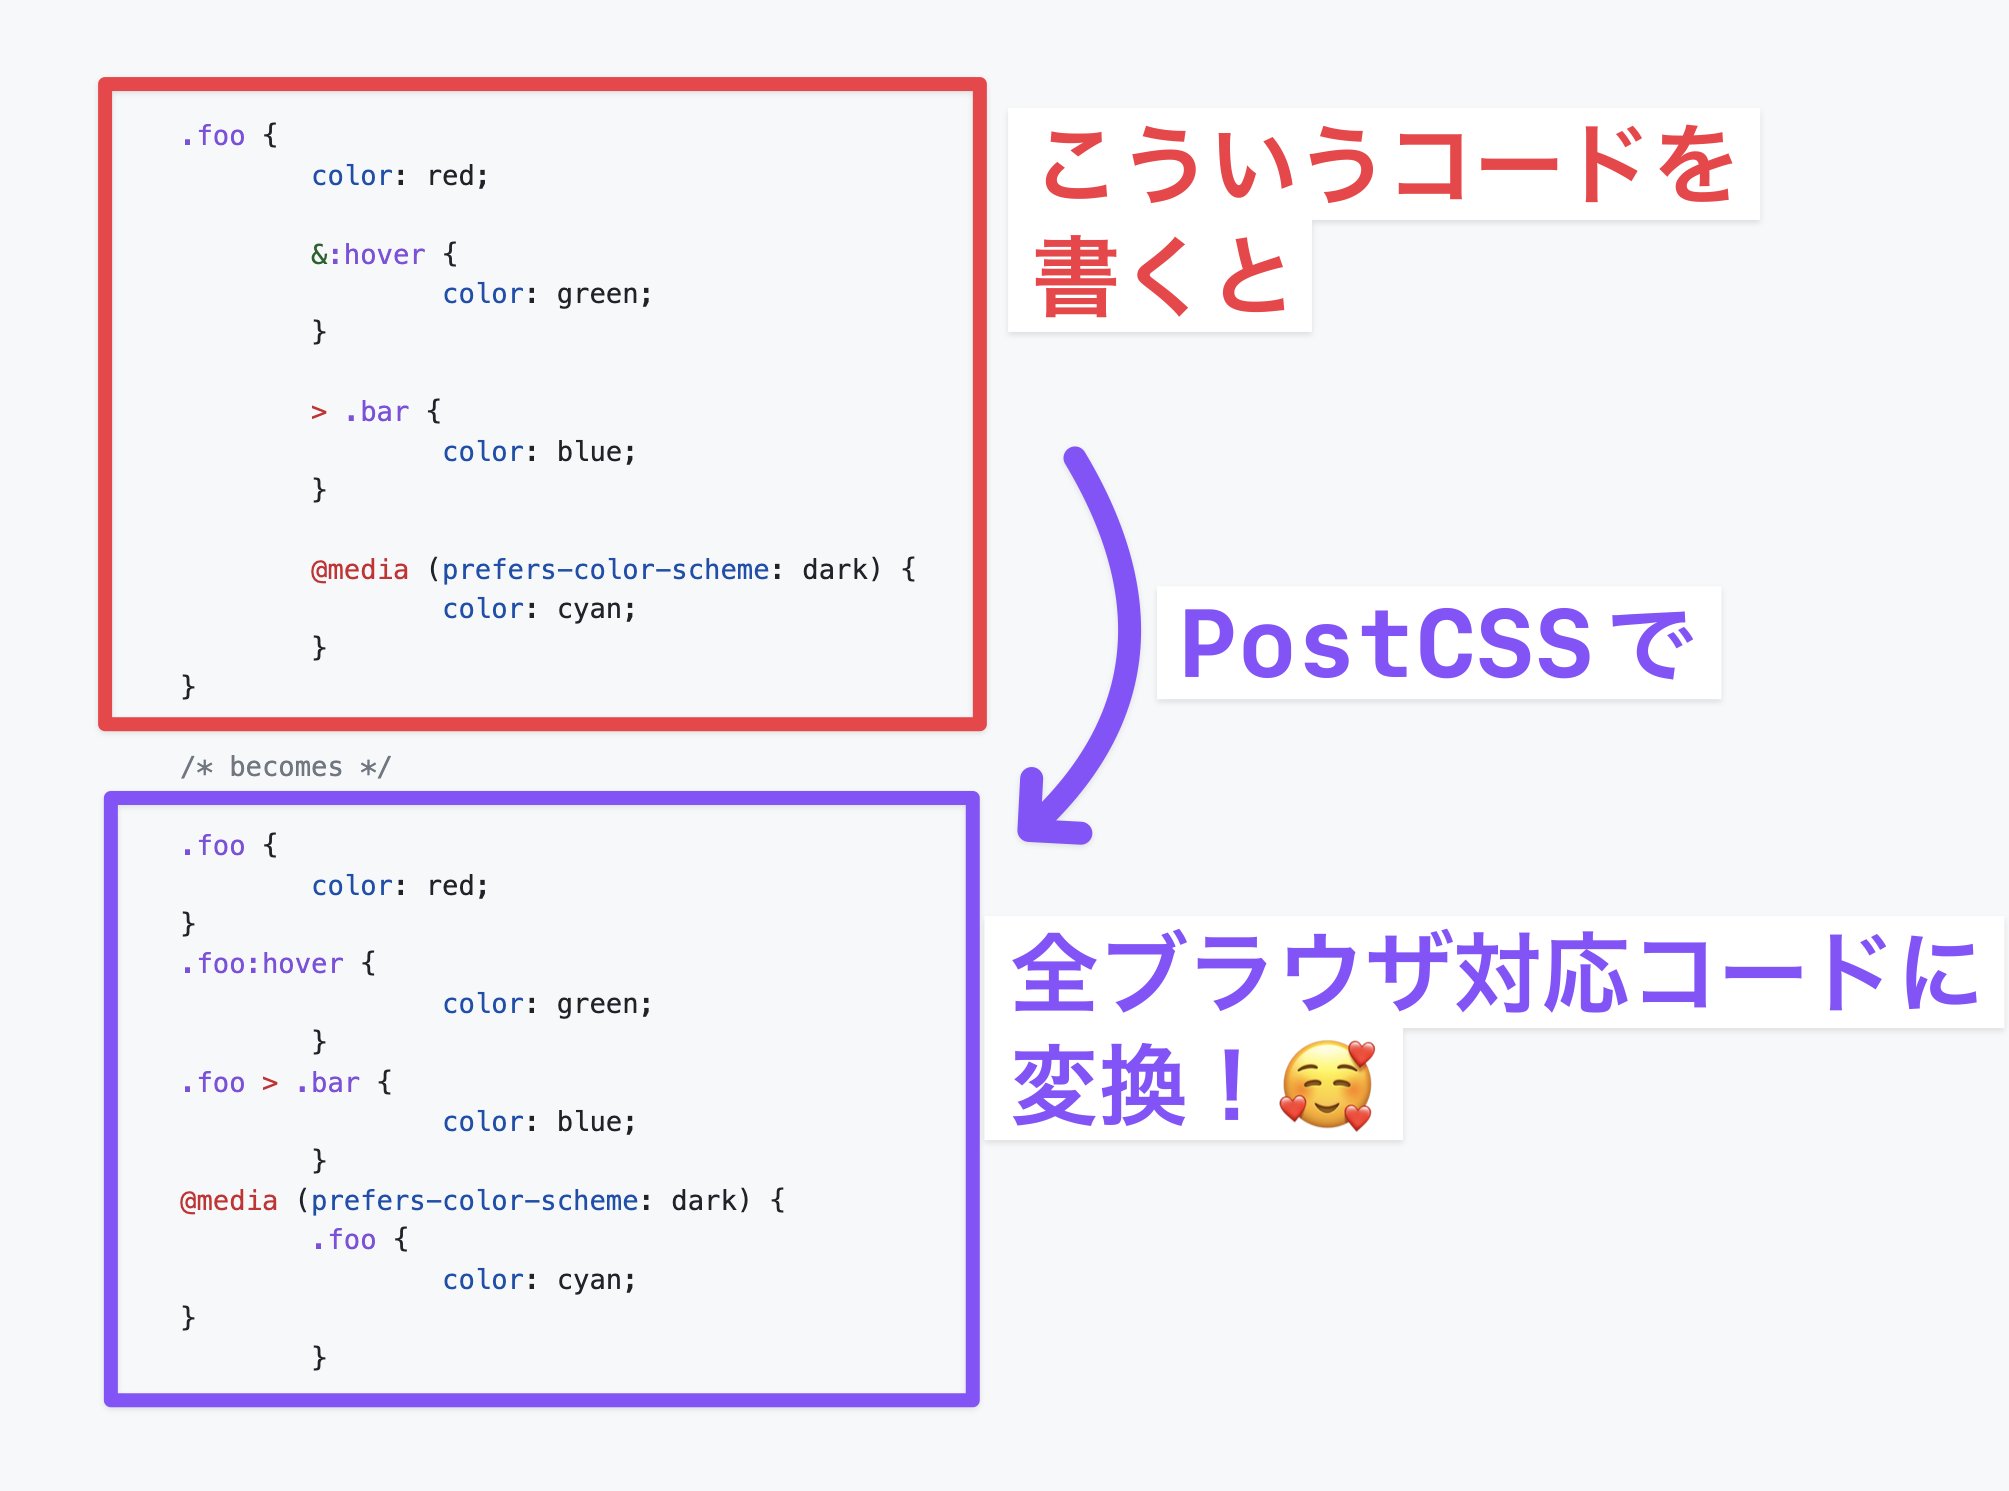 .foo {
color: red;
&:hover {
color: green;
}
> .bar {
color: blue;
}
@media (prefers-color-scheme: dark) {
color: cyan;
}
}
こういうコードを
書くと
PostCSSで
/* becomes */
.foo {
color: red;
}
.foo:hover {
color: green;
}
.foo > .bar {
color: blue;
}
@media (prefers-color-scheme: dark) {
.foo {
color: cyan;
}
}
全ブラウザ対応コードに
変換！🥰